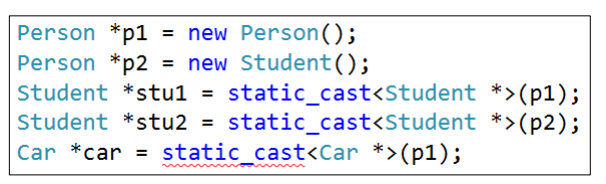 Person *p1 = new Person();
Person *p2 = new Student();
Student *stu1 = static_cast<Student *>(p1);
Student *stu2 = static_cast<Student *>(p2);
Car *car = static_cast<Car *>(p1);